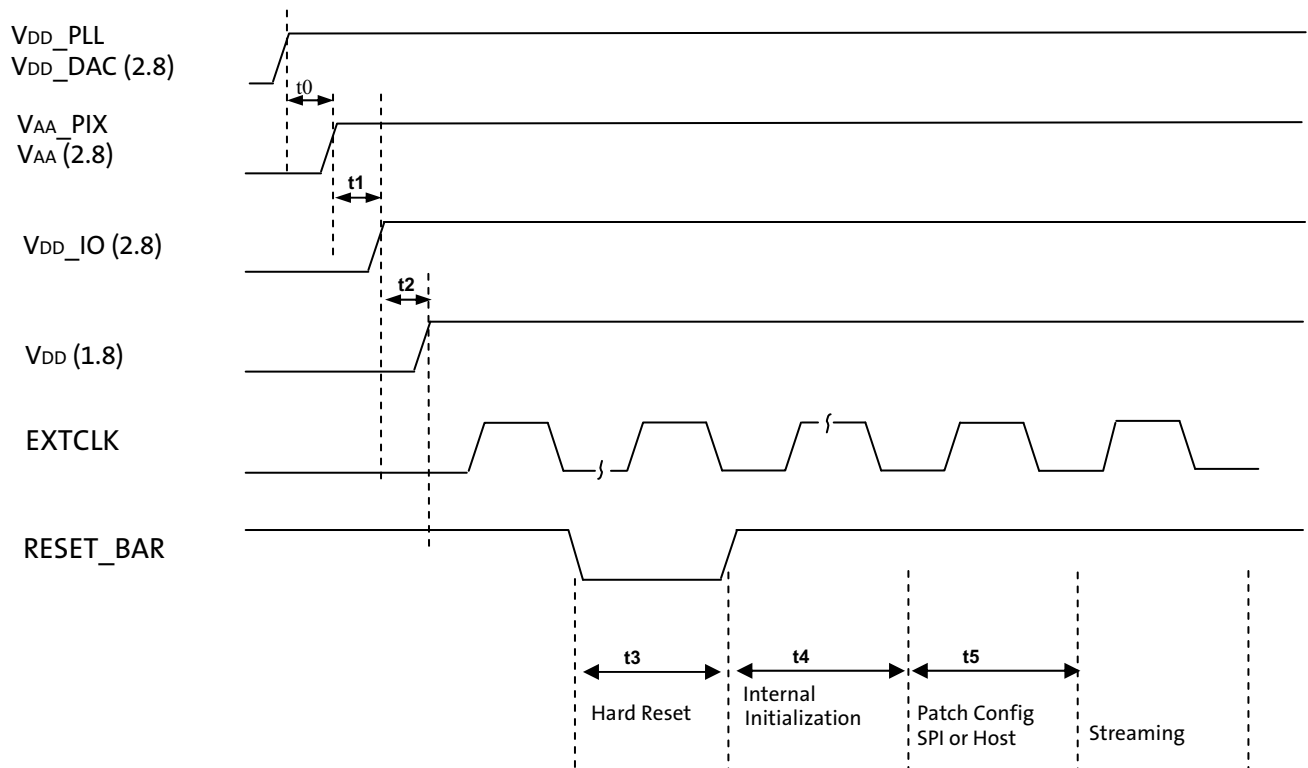 VDD_PLL
VDD_DAC (2.8)
t0
VAA_PIX
VAA (2.8)
t1
VDD_IO (2.8)
t2
VDD (1.8)
EXTCLK
RESET_BAR
t3
t4
t5
Hard Reset
Internal
Initialization
Patch Config
SPI or Host
Streaming